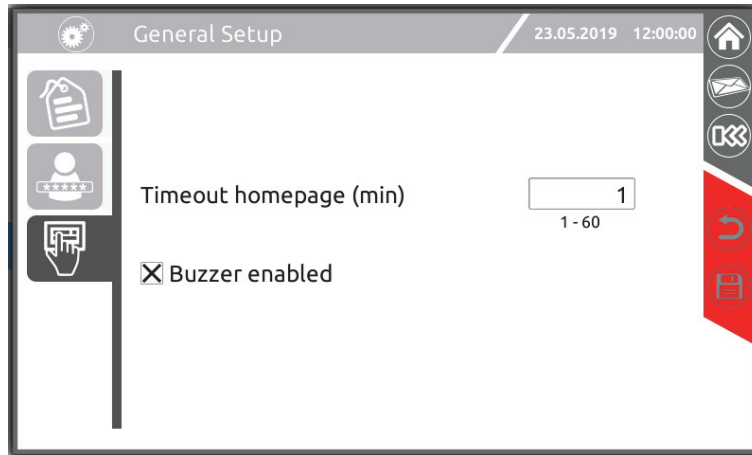 General Setup
23.05.2019 12:00:00
Timeout homepage (min)
1
1 - 60
Buzzer enabled